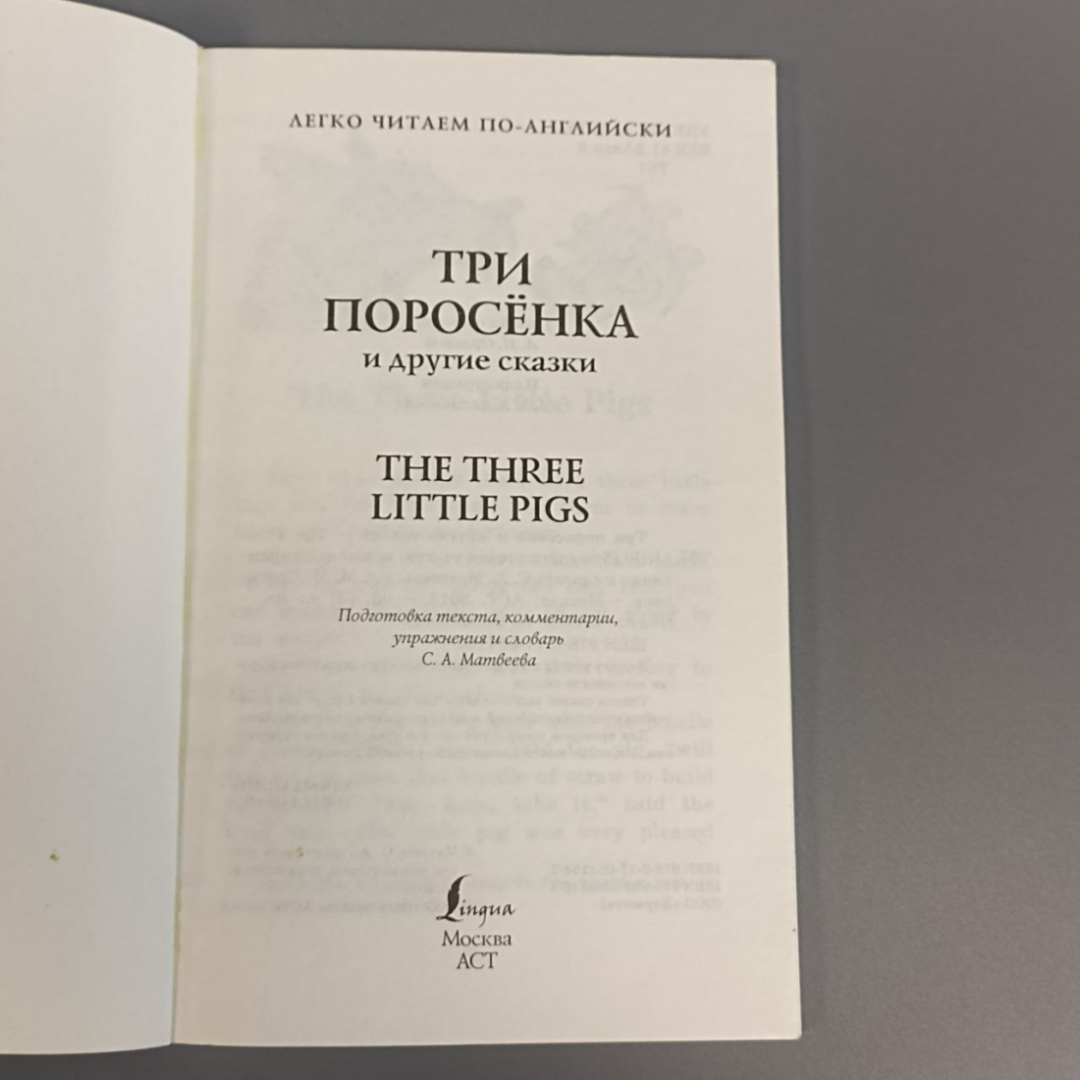 ЛЕГКО ЧИТАЕМ ПО-АНГЛИЙСКИ
ТРИ
ПОРОСЁНКА
и другие сказки
THE THREE
LITTLE PIGS
Подготовка текста, комментарии,
упражнения и словарь
С. А. Матвеева
Lingua
Москва
АСТ